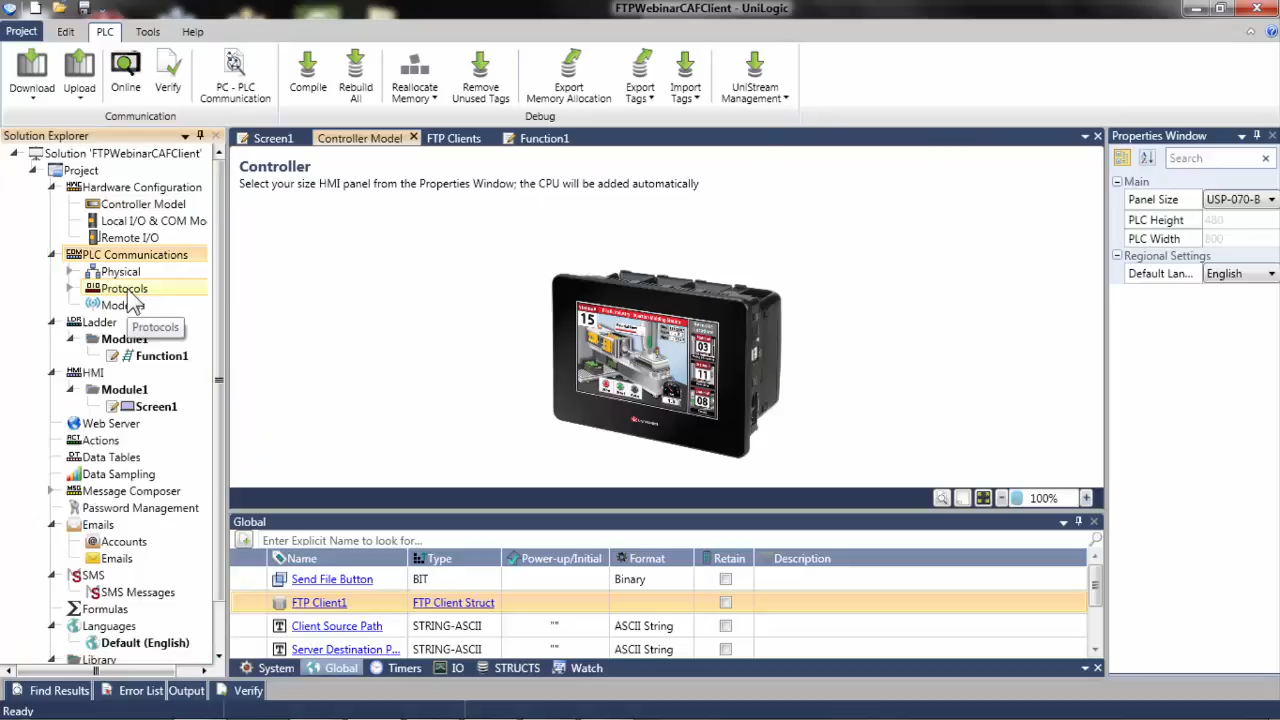 FTPWebinarCAFClient - UniLogic
Project Edit PLC Tools Help
Download Upload Online Verify PC - PLC Communication Compile Rebuild All Reallocate Memory Remove Unused Tags Export Memory Allocation Export Tags Import Tags UniStream Management
Communication Debug
Solution Explorer
Solution 'FTPWebinarCAFClient'
Project
Hardware Configuration
Controller Model
Local I/O & COM Mo
Remote I/O
PLC Communications
Physical
Protocols
Protocols
Ladder
Module1
Function1
HMI
Module1
Screen1
Web Server
Actions
Data Tables
Data Sampling
Message Composer
Password Management
Emails
Accounts
Emails
SMS
SMS Messages
Formulas
Languages
Default (English)
Library
Screen1 Controller Model FTP Clients Function1
Controller
Select your size HMI panel from the Properties Window; the CPU will be added automatically
15
03
11
08
100%
Global
Enter Explicit Name to look for...
Name Type Power-up/Initial Format Retain Description
Send File Button BIT Binary
FTP Client1 FTP Client Struct
Client Source Path STRING-ASCII "" ASCII String
Server Destination P... STRING-ASCII "" ASCII String
System Global Timers IO STRUCTS Watch
Properties Window
Search
Main
Panel Size USP-070-B
PLC Height 480
PLC Width 800
Regional Settings
Default Lan... English
Find Results Error List Output Verify
Ready